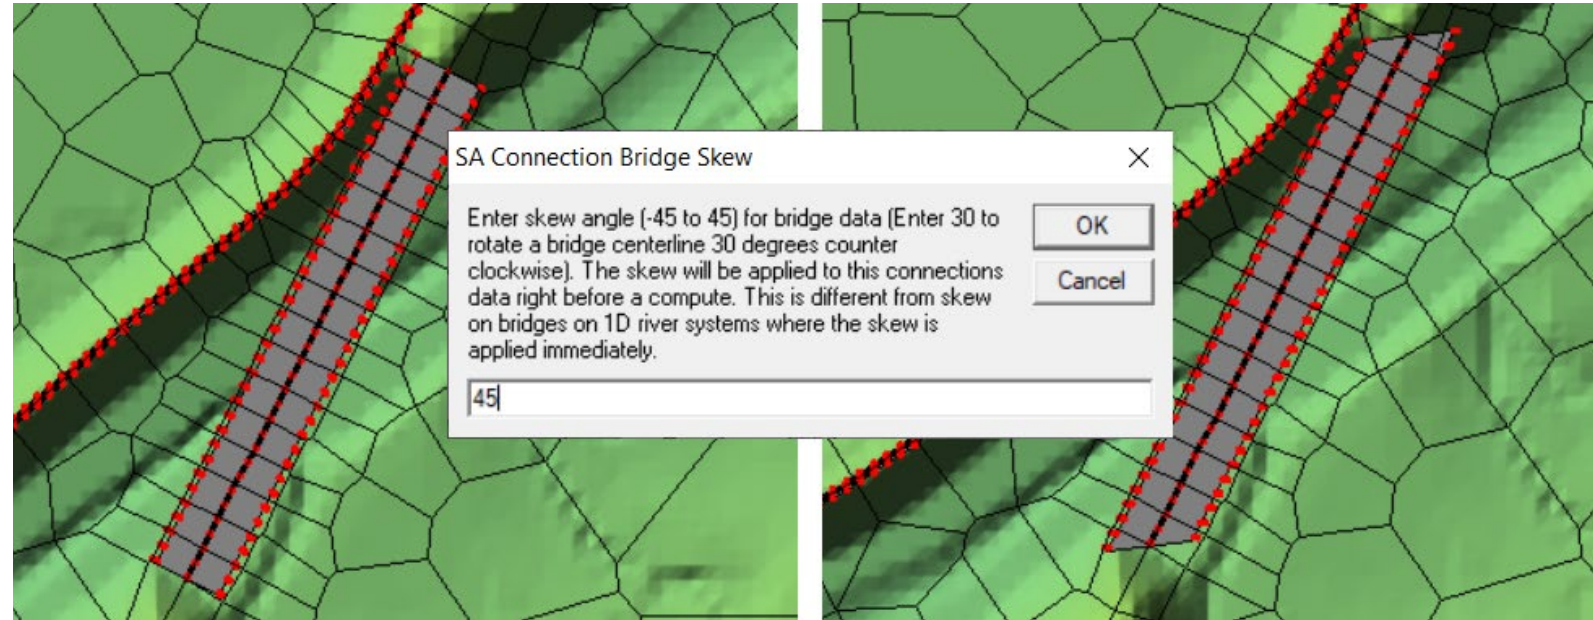 SA Connection Bridge Skew
Enter skew angle (-45 to 45) for bridge data (Enter 30 to
rotate a bridge centerline 30 degrees counter
clockwise). The skew will be applied to this connections
data right before a compute. This is different from skew
on bridges on 1D river systems where the skew is
applied immediately.
OK
Cancel
45